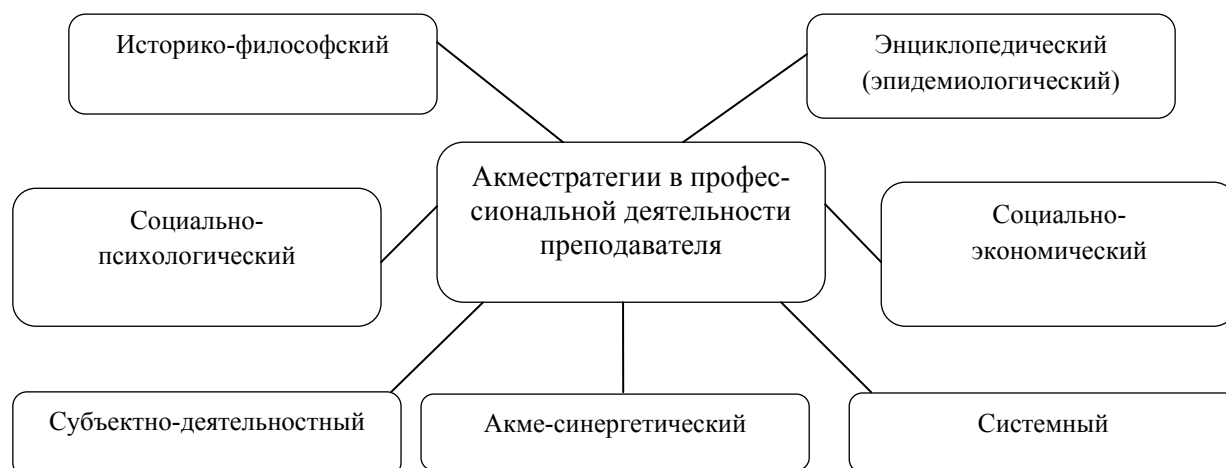 Историко-философский
Энциклопедический
(эпидемиологический)
Акместратегии в профес-
сиональной деятельности
преподавателя
Социально-
психологический
Социально-
экономический
Субъектно-деятельностный
Акме-синергетический
Системный